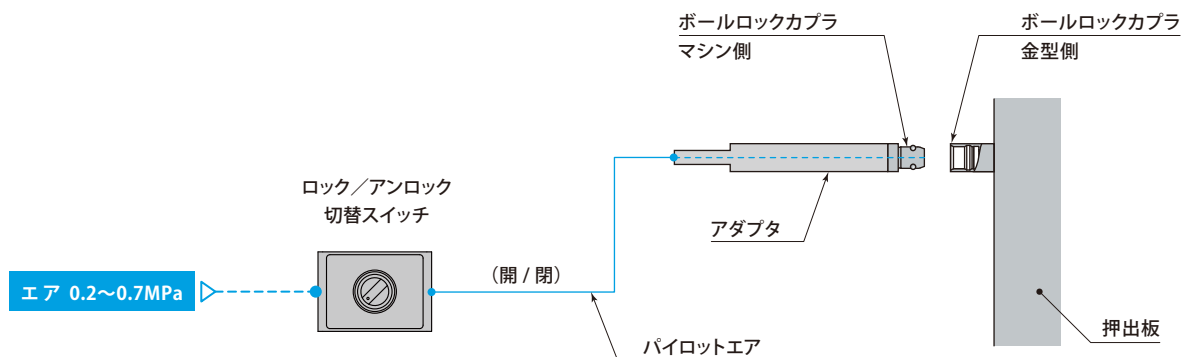 ボールロックカプラ
マシン側
ボールロックカプラ
金型側
アダプタ
ロック／アンロック
切替スイッチ
(開 / 閉)
エア 0.2〜0.7MPa
押出板
パイロットエア